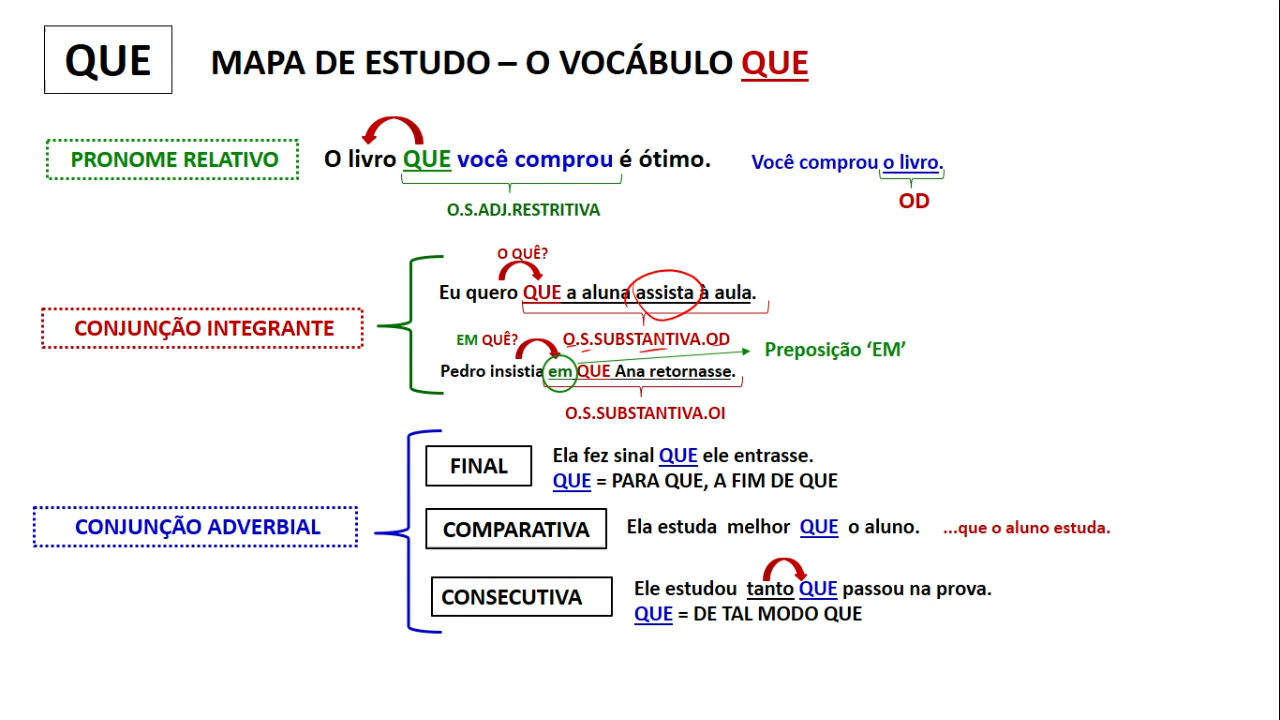 QUE
MAPA DE ESTUDO – O VOCÁBULO QUE
PRONOME RELATIVO
O livro QUE você comprou é ótimo.
Você comprou o livro.
O.S.ADJ.RESTRITIVA
OD
CONJUNÇÃO INTEGRANTE
O QUÊ?
Eu quero QUE a aluna assista à aula.
O.S.SUBSTANTIVA.OD
EM QUÊ?
Preposição ‘EM’
Pedro insistia em QUE Ana retornasse.
O.S.SUBSTANTIVA.OI
CONJUNÇÃO ADVERBIAL
FINAL
Ela fez sinal QUE ele entrasse.
QUE = PARA QUE, A FIM DE QUE
COMPARATIVA
Ela estuda melhor QUE o aluno.
...que o aluno estuda.
CONSECUTIVA
Ele estudou tanto QUE passou na prova.
QUE = DE TAL MODO QUE